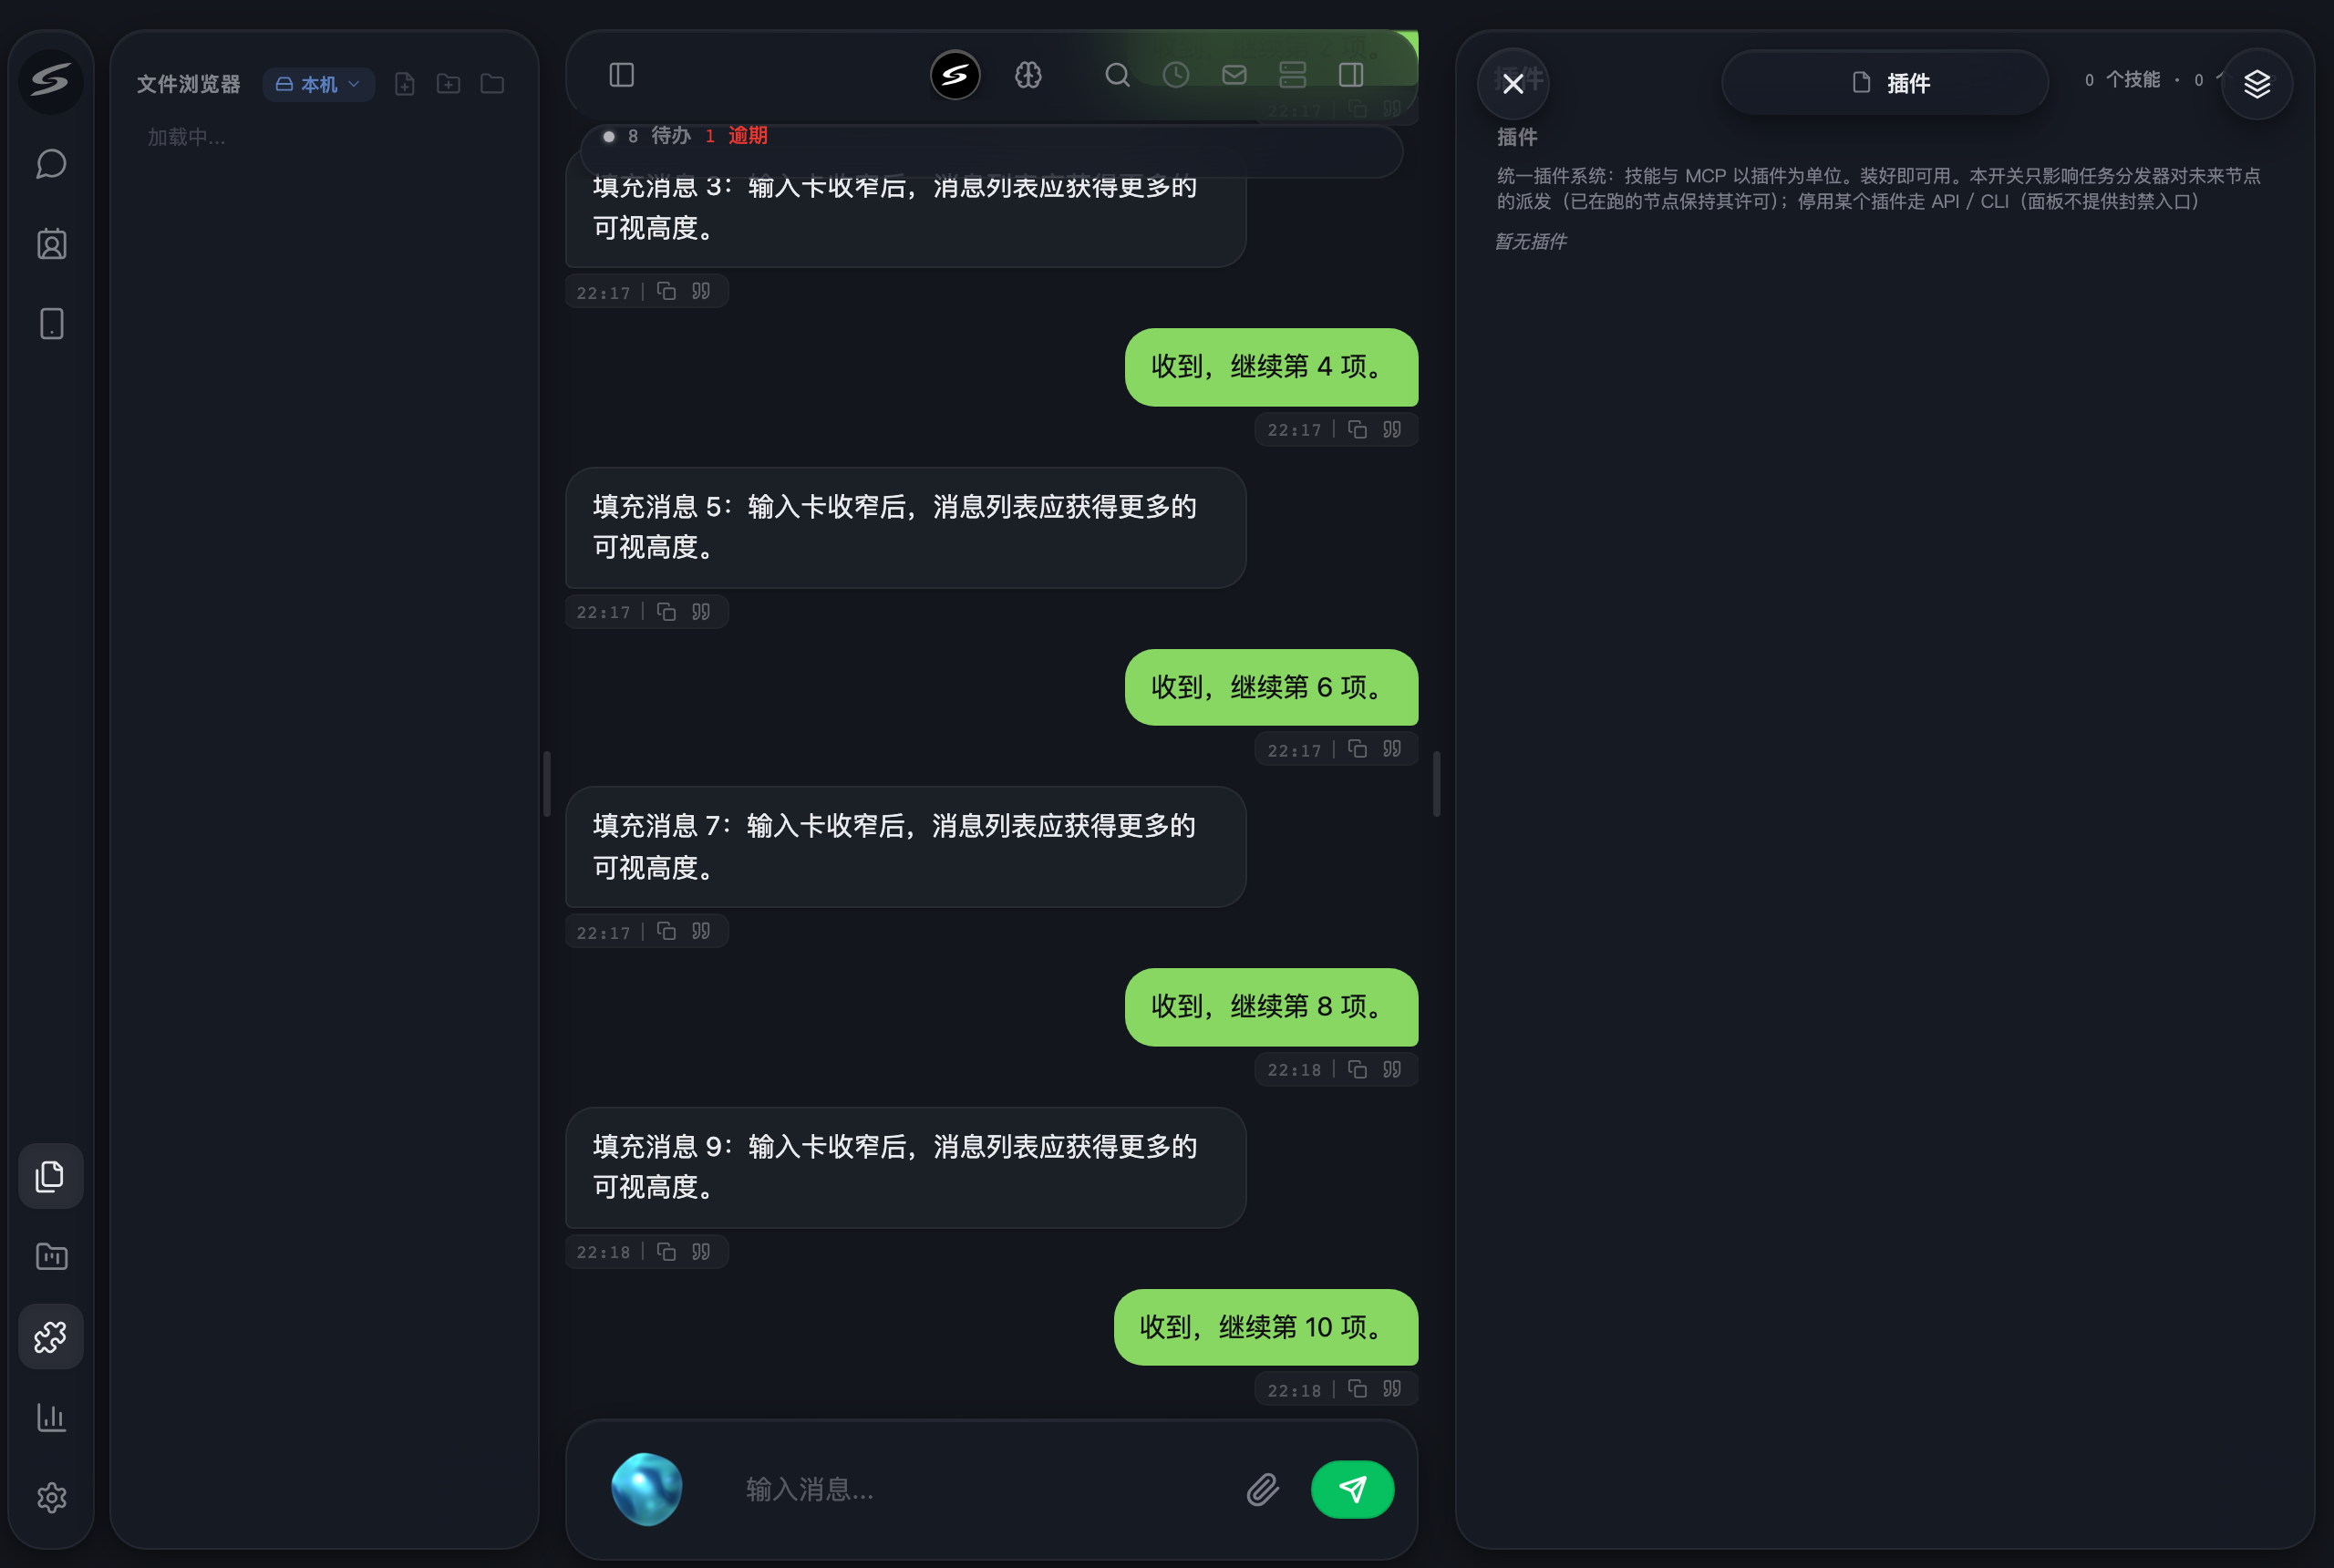 文件浏览器
本机
加载中...
8 待办 1 逾期
填充消息 3：输入卡收窄后，消息列表应获得更多的
可视高度。
22:17
收到，继续第 4 项。
22:17
填充消息 5：输入卡收窄后，消息列表应获得更多的
可视高度。
22:17
收到，继续第 6 项。
22:17
填充消息 7：输入卡收窄后，消息列表应获得更多的
可视高度。
22:17
收到，继续第 8 项。
22:18
填充消息 9：输入卡收窄后，消息列表应获得更多的
可视高度。
22:18
收到，继续第 10 项。
22:18
输入消息...
插件
插件
0 个技能 · 0
插件
统一插件系统：技能与 MCP 以插件为单位。装好即可用。本开关只影响任务分发器对未来节点
的派发（已在跑的节点保持其许可）；停用某个插件走 API / CLI（面板不提供封禁入口）
暂无插件